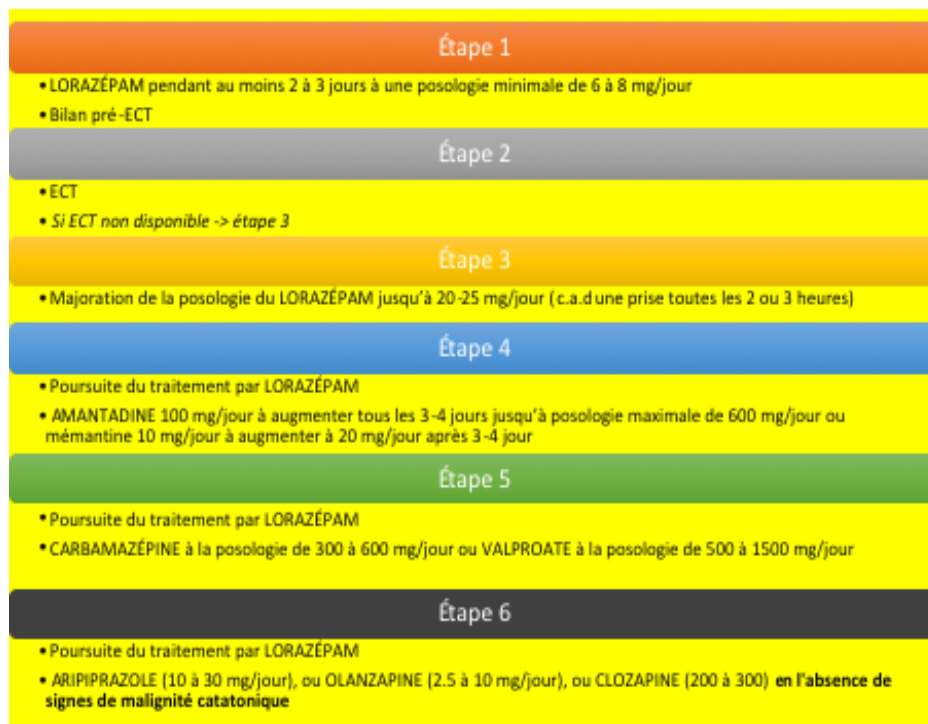 Étape 1
• LORAZÉPAM pendant au moins 2 à 3 jours à une posologie minimale de 6 à 8 mg/jour
• Bilan pré-ECT
Étape 2
• ECT
• Si ECT non disponible -> étape 3
Étape 3
• Majoration de la posologie du LORAZÉPAM jusqu'à 20-25 mg/jour (c.a.d une prise toutes les 2 ou 3 heures)
Étape 4
• Poursuite du traitement par LORAZÉPAM
• AMANTADINE 100 mg/jour à augmenter tous les 3-4 jours jusqu'à posologie maximale de 600 mg/jour ou
mémantine 10 mg/jour à augmenter à 20 mg/jour après 3-4 jour
Étape 5
• Poursuite du traitement par LORAZÉPAM
• CARBAMAZÉPINE à la posologie de 300 à 600 mg/jour ou VALPROATE à la posologie de 500 à 1500 mg/jour
Étape 6
• Poursuite du traitement par LORAZÉPAM
• ARIPIPRAZOLE (10 à 30 mg/jour), ou OLANZAPINE (2.5 à 10 mg/jour), ou CLOZAPINE (200 à 300) en l'absence de
signes de malignité catatonique